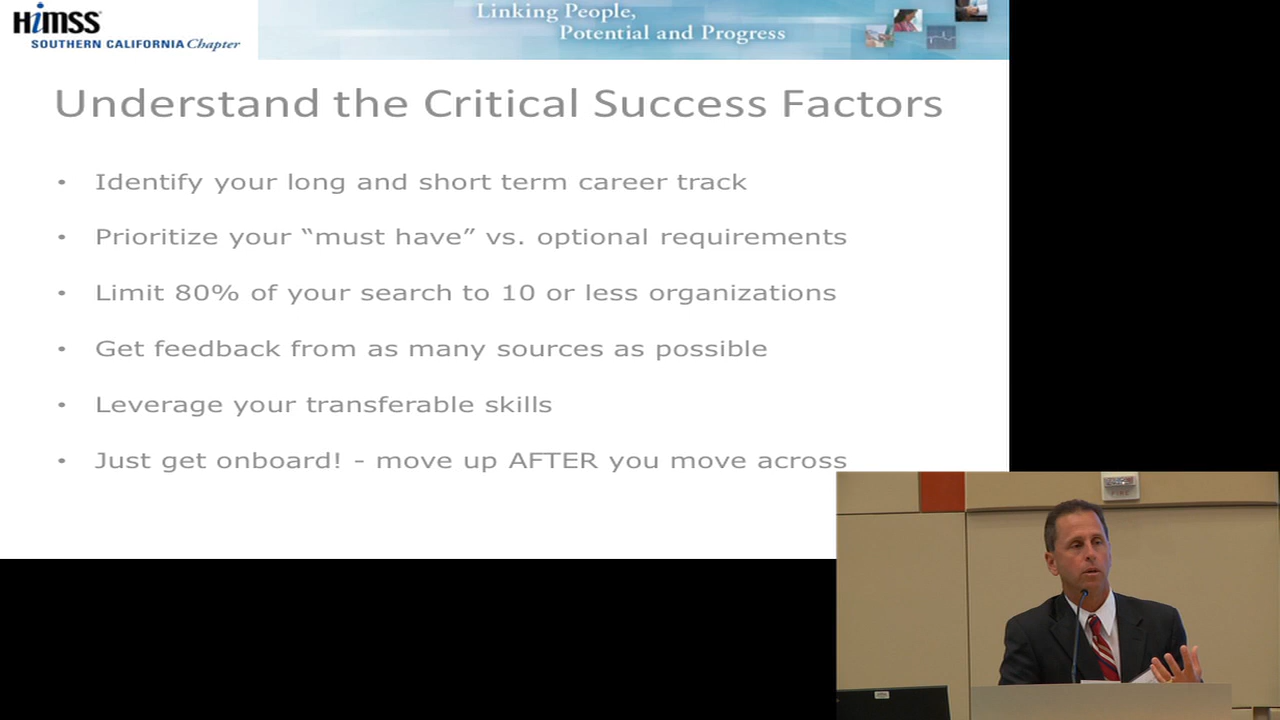 HiMSS
SOUTHERN CALIFORNIA Chapter
Linking People,
Potential and Progress
Understand the Critical Success Factors
• Identify your long and short term career track
• Prioritize your “must have” vs. optional requirements
• Limit 80% of your search to 10 or less organizations
• Get feedback from as many sources as possible
• Leverage your transferable skills
• Just get onboard! - move up AFTER you move across
FIRE